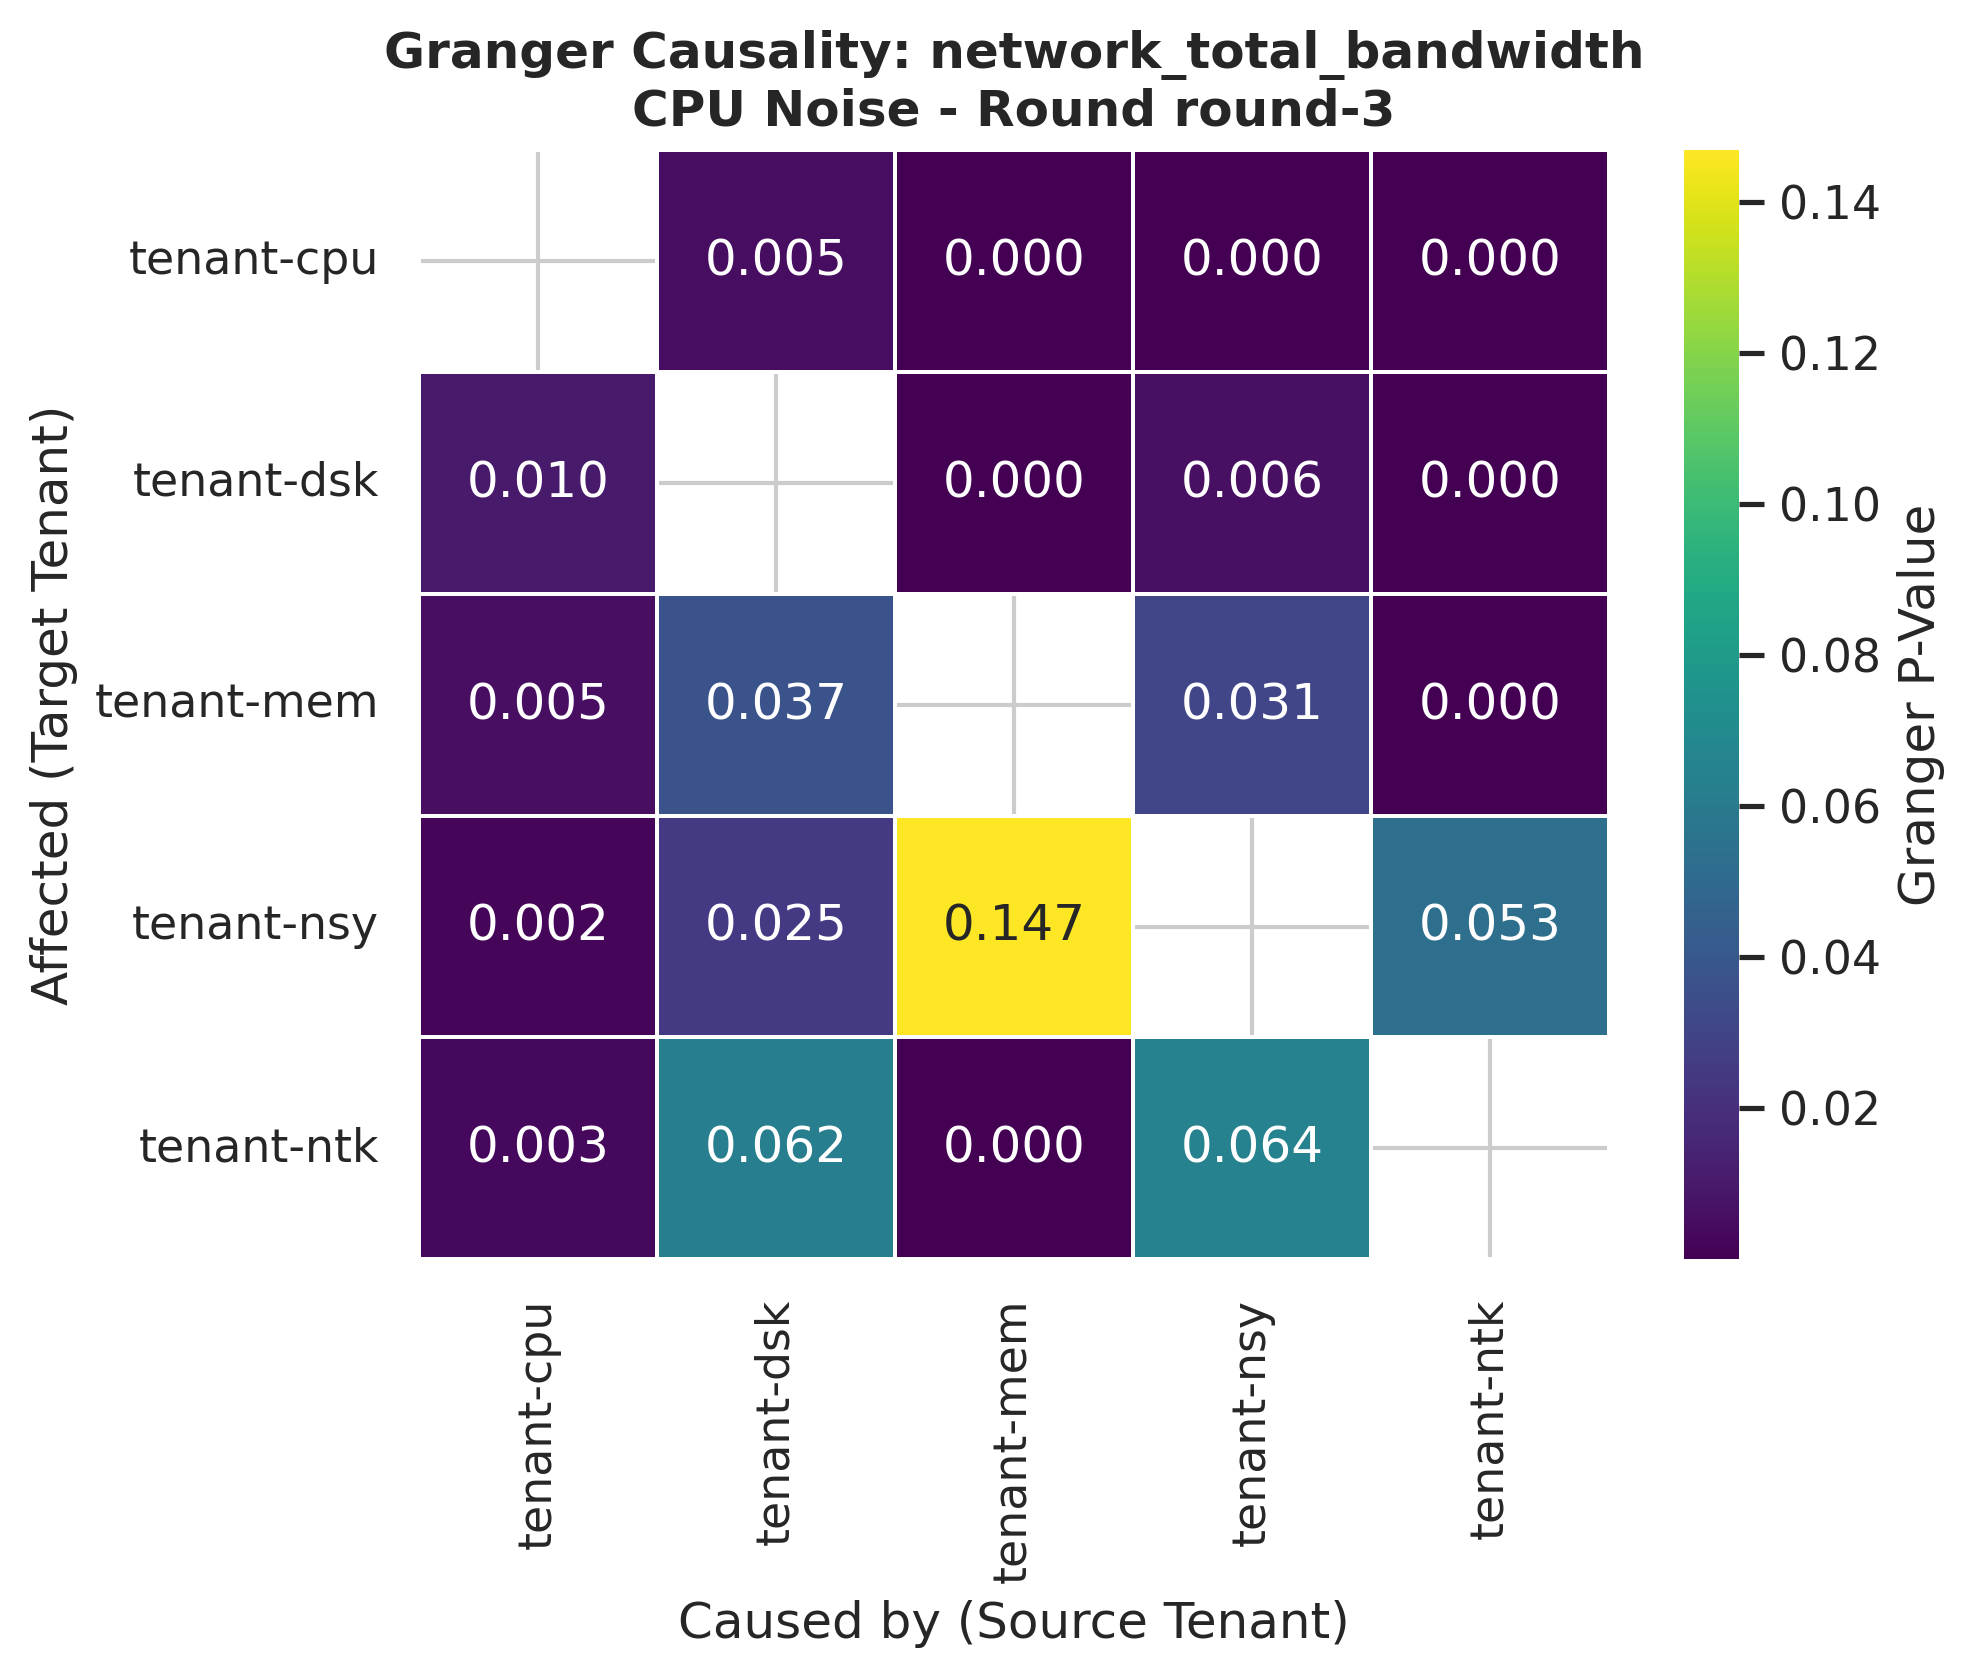 Granger Causality: network_total_bandwidth
CPU Noise - Round round-3
Affected (Target Tenant)
tenant-cpu
0.005 0.000 0.000 0.000
tenant-dsk
0.010 0.000 0.006 0.000
tenant-mem
0.005 0.037 0.031 0.000
tenant-nsy
0.002 0.025 0.147 0.053
tenant-ntk
0.003 0.062 0.000 0.064
tenant-cpu
tenant-dsk
tenant-mem
tenant-nsy
tenant-ntk
Caused by (Source Tenant)
0.14
0.12
0.10
0.08
0.06
0.04
0.02
Granger P-Value